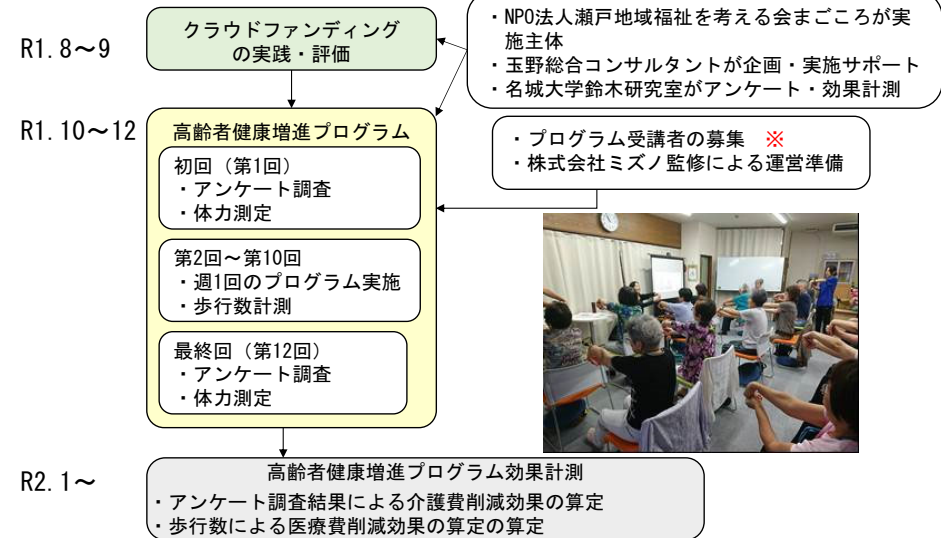 R1.8～9
クラウドファンディング
の実践・評価
・NPO法人瀬戸地域福祉を考える会まごころが実
施主体
・玉野総合コンサルタントが企画・実施サポート
・名城大学鈴木研究室がアンケート・効果計測
R1.10～12
高齢者健康増進プログラム
初回（第1回）
・アンケート調査
・体力測定
第2回～第10回
・週1回のプログラム実施
・歩行数計測
最終回（第12回）
・アンケート調査
・体力測定
・プログラム受講者の募集　※
・株式会社ミズノ監修による運営準備
R2.1～
高齢者健康増進プログラム効果計測
・アンケート調査結果による介護費削減効果の算定
・歩行数による医療費削減効果の算定の算定